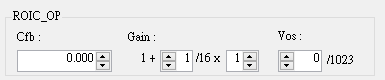 ROIC_OP
Cfb : Gain : Vos :
0.000 1 + 1 /16 x 1 0 /1023